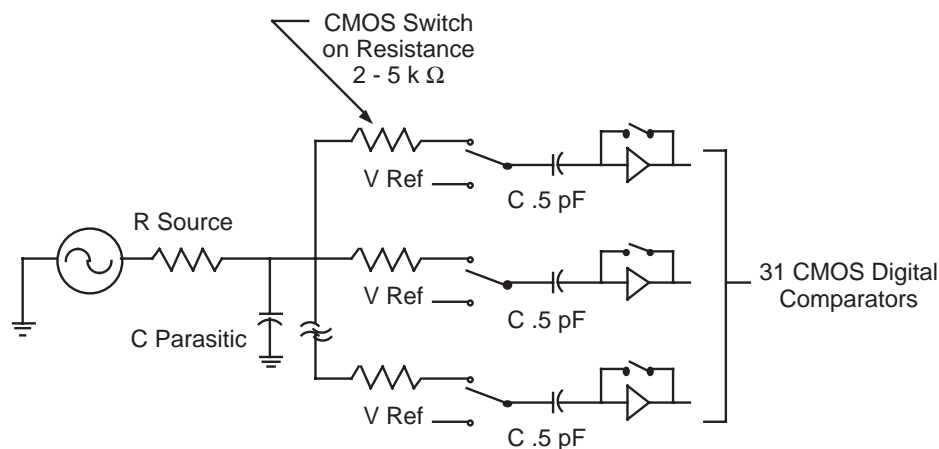 CMOS Switch
on Resistance
2 - 5 k Ω
V Ref
C .5 pF
R Source
V Ref
C .5 pF
31 CMOS Digital
Comparators
C Parasitic
V Ref
C .5 pF